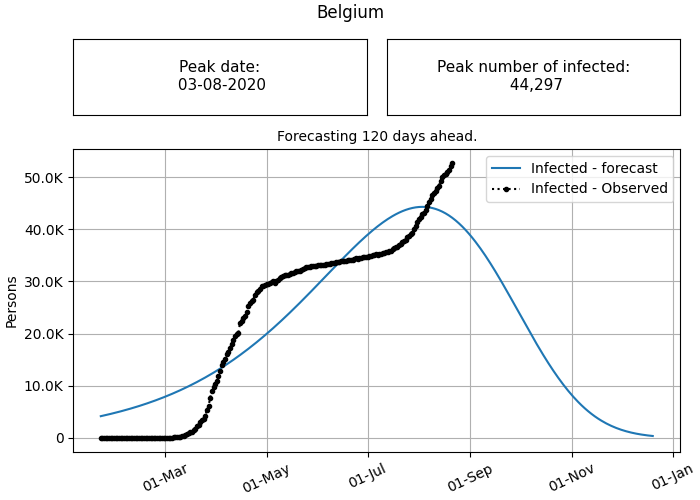 Belgium
Peak date:
03-08-2020
Peak number of infected:
44,297
Forecasting 120 days ahead.
Infected - forecast
Infected - Observed
Persons
50.0K
40.0K
30.0K
20.0K
10.0K
0
01-Mar
01-May
01-Jul
01-Sep
01-Nov
01-Jan